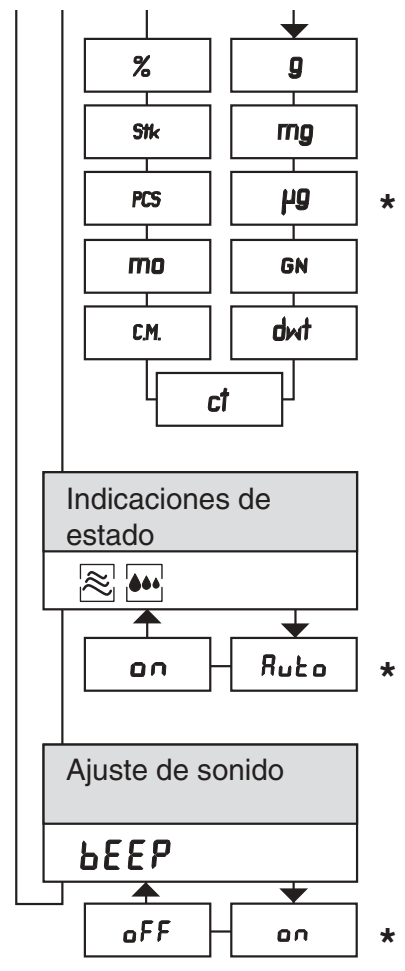 % g
Stk mg
PCS µg *
mo GN
C.M. dwt
ct
Indicaciones de
estado
on Auto *
Ajuste de sonido
bEEP
oFF on *